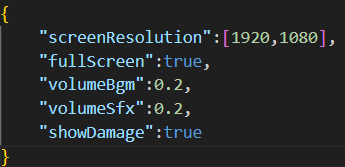 {
"screenResolution":[1920,1080],
"fullScreen":true,
"volumeBgm":0.2,
"volumeSfx":0.2,
"showDamage":true
}